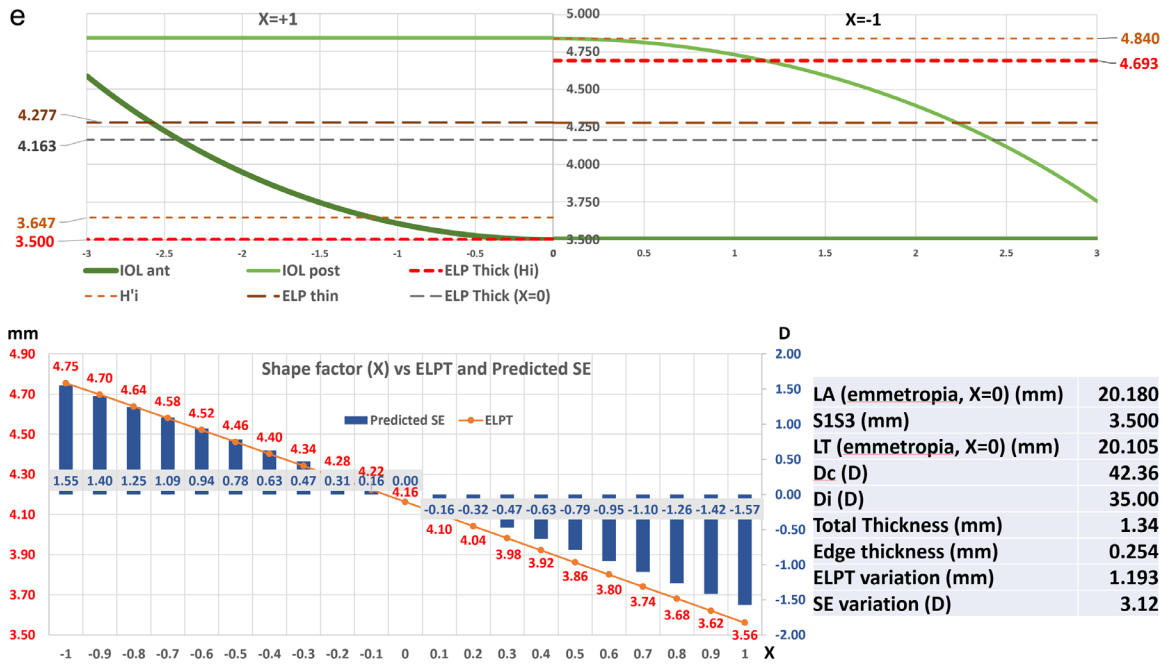 e
X=+1
X=-1
5.000
4.840
4.750
4.693
4.500
4.277
4.250
4.163
4.000
3.750
3.647
3.500
3.500
-3
-2.5
-2
-1.5
-1
-0.5
0
0.5
1
1.5
2
2.5
3
IOL ant
IOL post
ELP Thick (Hi)
H'i
ELP thin
ELP Thick (X=0)
mm
D
Shape factor (X) vs ELPT and Predicted SE
Predicted SE
ELPT
4.90
4.70
4.50
4.30
4.10
3.90
3.70
3.50
2.00
1.50
1.00
0.50
0.00
-0.50
-1.00
-1.50
-2.00
4.75
4.70
4.64
4.58
4.52
4.46
4.40
4.34
4.28
4.22
4.16
4.10
4.04
3.98
3.92
3.86
3.80
3.74
3.68
3.62
3.56
1.55 1.40 1.25 1.09 0.94 0.78 0.63 0.47 0.31 0.16 0.00
-0.16 -0.32 -0.47 -0.63 -0.79 -0.95 -1.10 -1.26 -1.42 -1.57
-1 -0.9 -0.8 -0.7 -0.6 -0.5 -0.4 -0.3 -0.2 -0.1 0 0.1 0.2 0.3 0.4 0.5 0.6 0.7 0.8 0.9 1 X
LA (emmetropia, X=0) (mm) 20.180
S1S3 (mm) 3.500
LT (emmetropia, X=0) (mm) 20.105
Dc (D) 42.36
Di (D) 35.00
Total Thickness (mm) 1.34
Edge thickness (mm) 0.254
ELPT variation (mm) 1.193
SE variation (D) 3.12